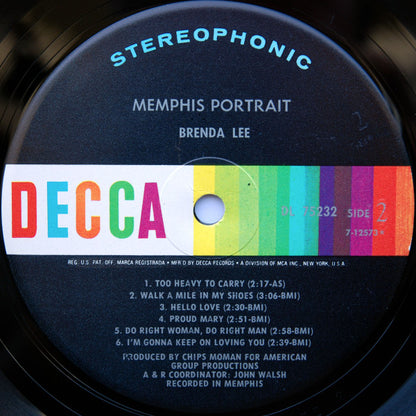 STEREOPHONIC
MEMPHIS PORTRAIT
BRENDA LEE
DECCA
DL 75232 SIDE 2
7-12573
REG. U.S. PAT. OFF. MARCA REGISTRADA • MF'D BY DECCA RECORDS • A DIVISION OF MCA INC., NEW YORK, U.S.A.
1. TOO HEAVY TO CARRY (2:17-AS)
2. WALK A MILE IN MY SHOES (3:06-BMI)
3. HELLO LOVE (2:30-BMI)
4. PROUD MARY (2:51-BMI)
5. DO RIGHT WOMAN, DO RIGHT MAN (2:58-BMI)
6. I'M GONNA KEEP ON LOVING YOU (2:39-BMI)
PRODUCED BY CHIPS MOMAN FOR AMERICAN
GROUP PRODUCTIONS
A & R COORDINATOR: JOHN WALSH
RECORDED IN MEMPHIS